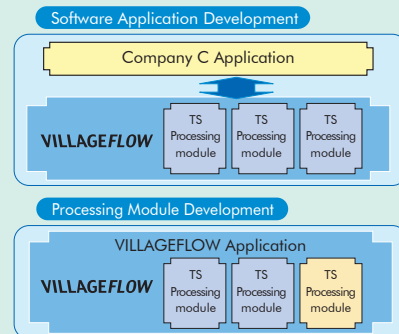 Software Application Development
Company C Application
VILLAGEFLOW
TS
Processing
module
TS
Processing
module
TS
Processing
module
Processing Module Development
VILLAGEFLOW Application
VILLAGEFLOW
TS
Processing
module
TS
Processing
module
TS
Processing
module